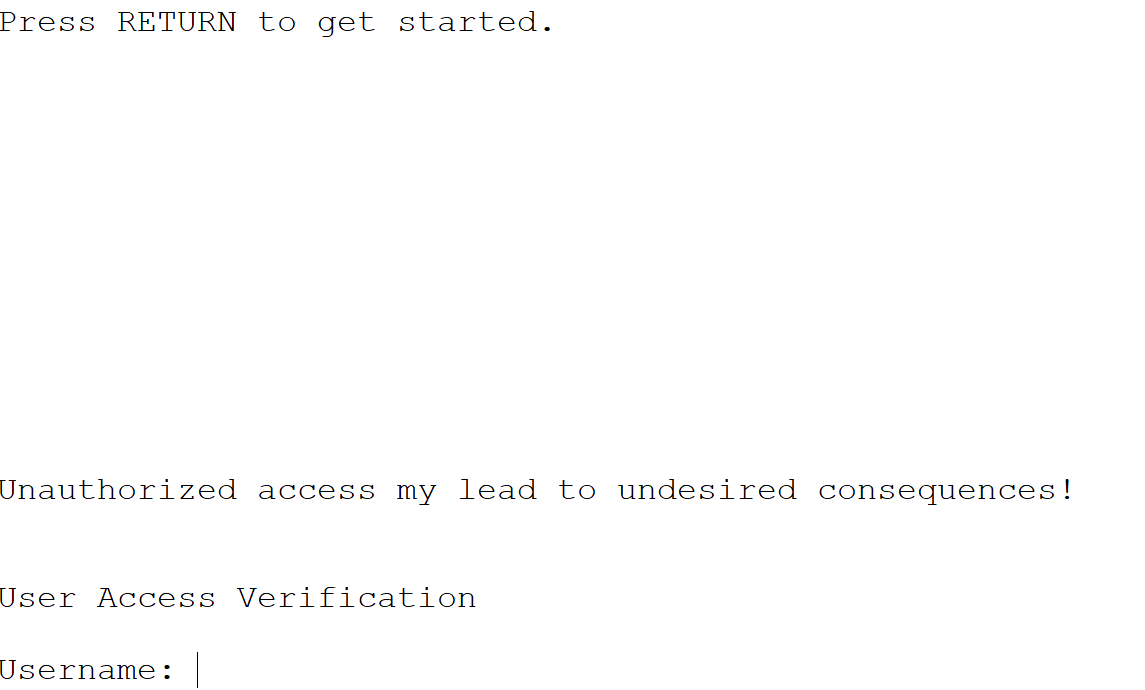 Press RETURN to get started.
Unauthorized access my lead to undesired consequences!
User Access Verification
Username: